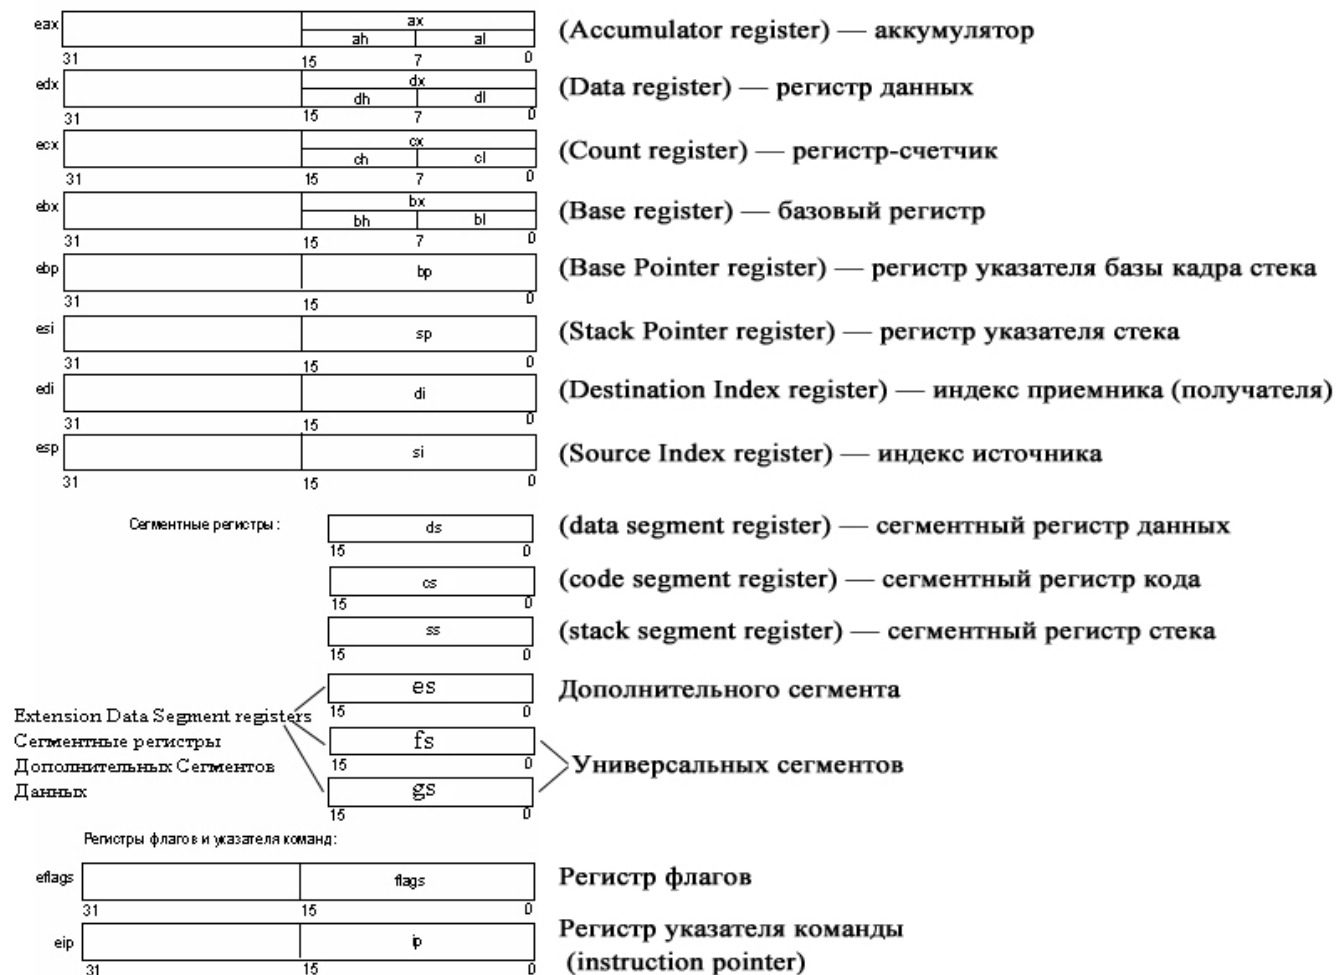 eax ax (Accumulator register) — аккумулятор
ah al
31 15 7 0
edx dx (Data register) — регистр данных
dh dl
31 15 7 0
ecx cx (Count register) — регистр-счетчик
ch cl
31 15 7 0
ebx bx (Base register) — базовый регистр
bh bl
31 15 7 0
ebp bp (Base Pointer register) — регистр указателя базы кадра стека
31 15 0
esi sp (Stack Pointer register) — регистр указателя стека
31 15 0
edi di (Destination Index register) — индекс приемника (получателя)
31 15 0
esp si (Source Index register) — индекс источника
31 15 0
Сегментные регистры: ds (data segment register) — сегментный регистр данных
15 0
cs (code segment register) — сегментный регистр кода
15 0
ss (stack segment register) — сегментный регистр стека
15 0
es Дополнительного сегмента
15 0
Extension Data Segment registers
Сегментные регистры fs
15 0
Дополнительных Сегментов Универсальных сегментов
Данных gs
15 0
Регистры флагов и указателя команд:
eflags flags Регистр флагов
31 15 0
eip ip Регистр указателя команды
(instruction pointer)
31 15 0